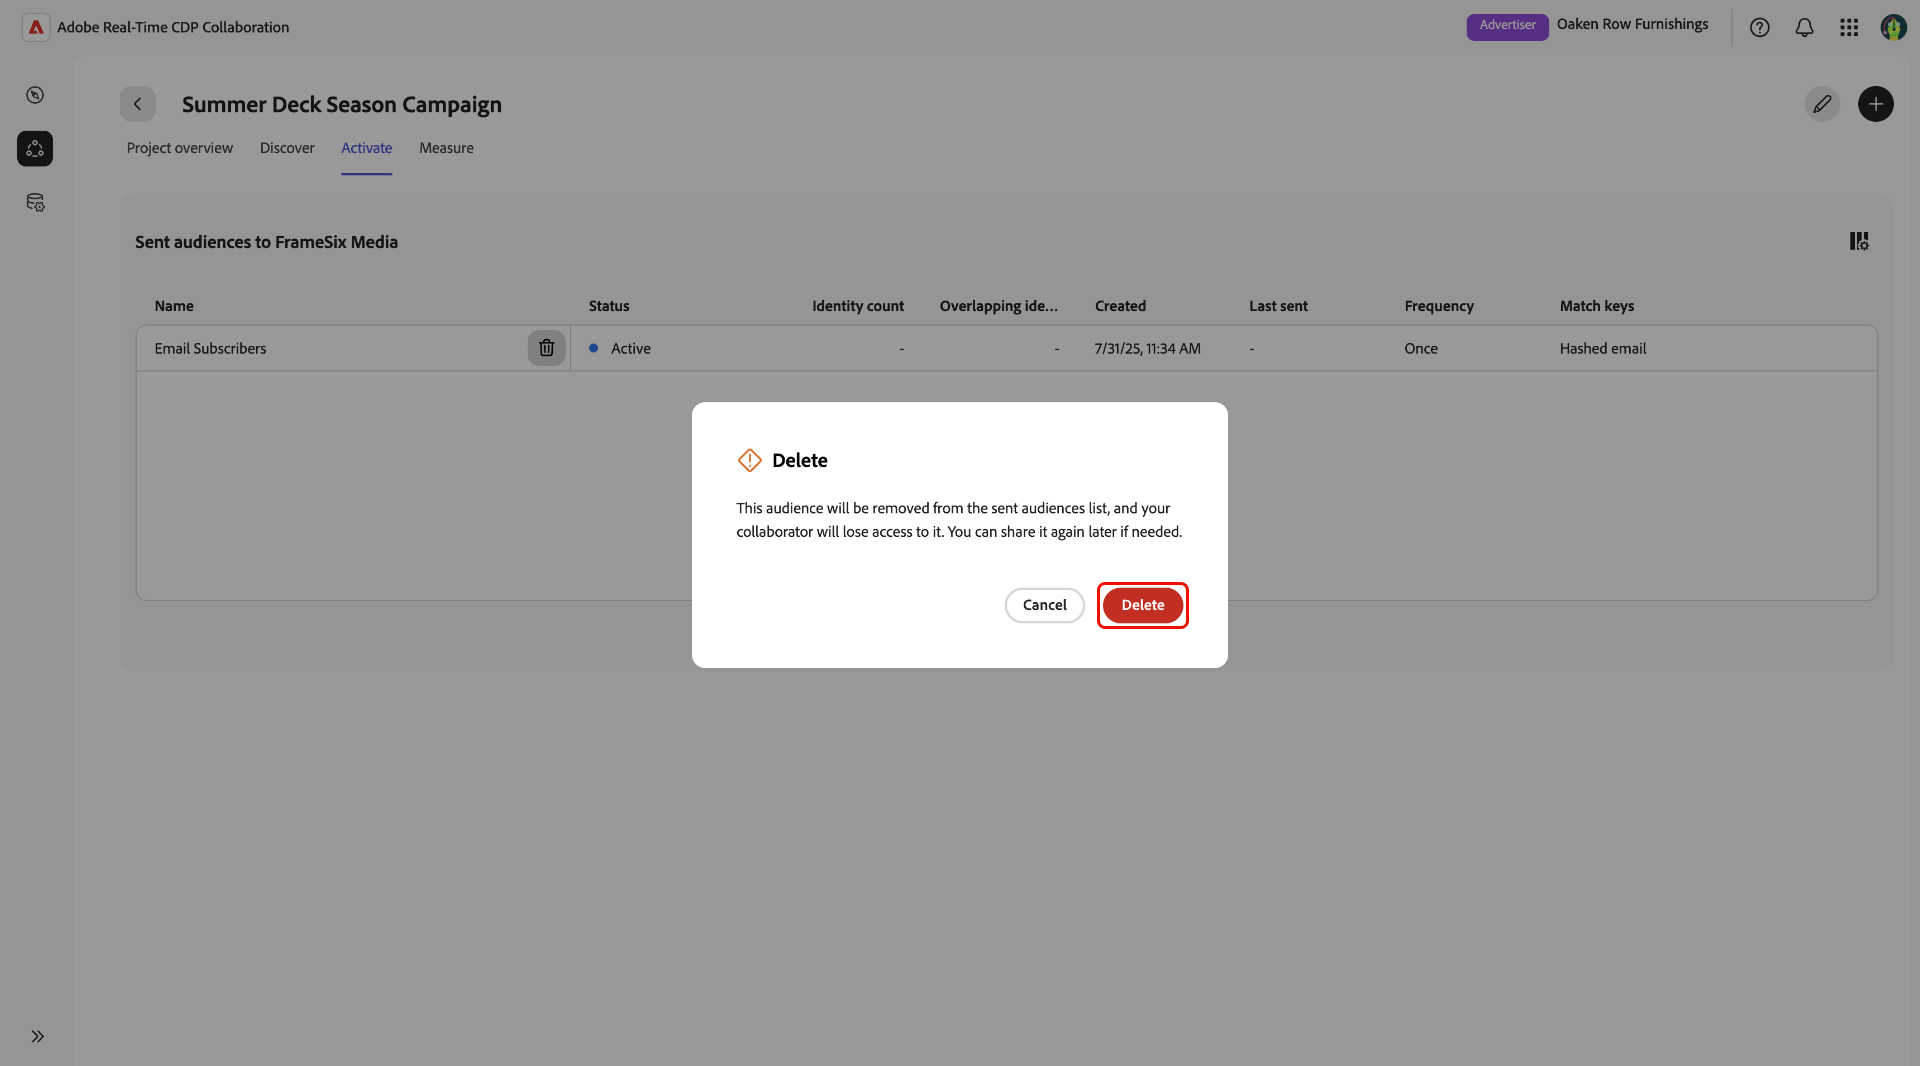 Adobe Real-Time CDP Collaboration
Advertiser
Oaken Row Furnishings
Summer Deck Season Campaign
Project overview
Discover
Activate
Measure
Sent audiences to FrameSix Media
Name
Status
Identity count
Overlapping ide...
Created
Last sent
Frequency
Match keys
Email Subscribers
Active
-
-
7/31/25, 11:34 AM
-
Once
Hashed email
Delete
This audience will be removed from the sent audiences list, and your
collaborator will lose access to it. You can share it again later if needed.
Cancel
Delete